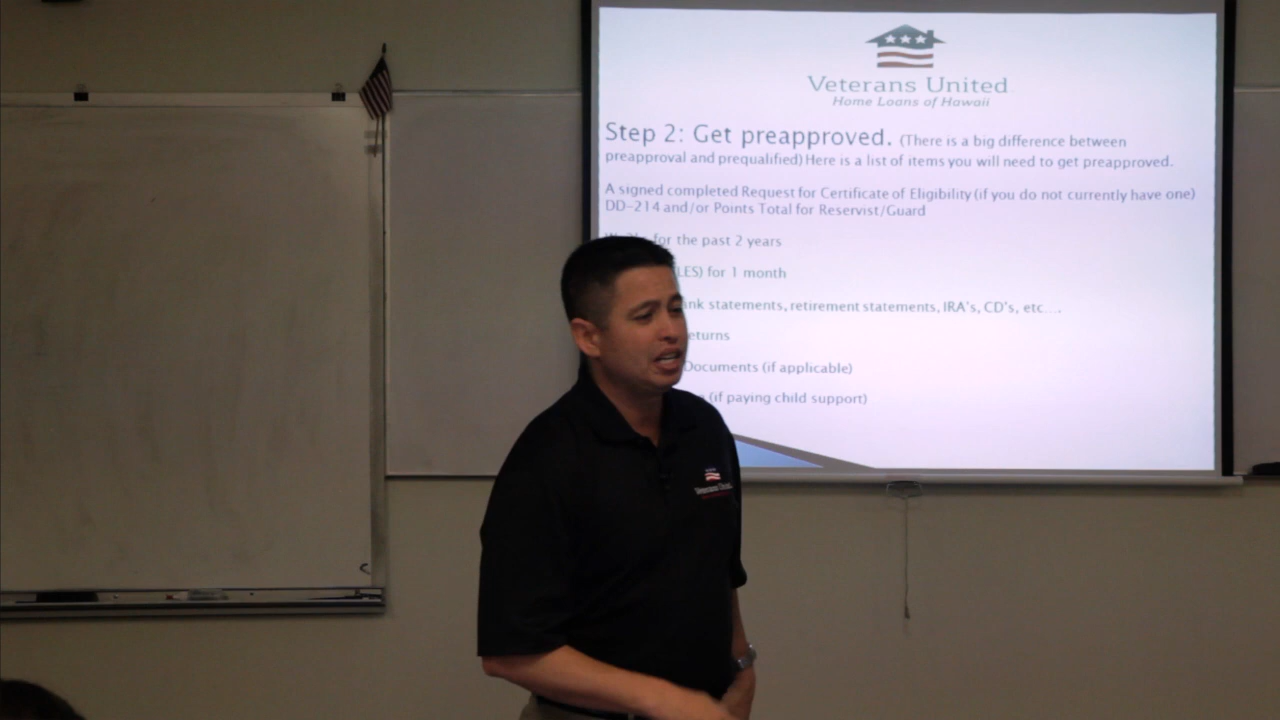 Veterans United
Home Loans of Hawaii
Step 2: Get preapproved. (There is a big difference between
preapproval and prequalified) Here is a list of items you will need to get preapproved.
A signed completed Request for Certificate of Eligibility (if you do not currently have one)
DD-214 and/or Points Total for Reservist/Guard
for the past 2 years
LES) for 1 month
statements, retirement statements, IRA's, CD's, etc....
Documents (if applicable)
(if paying child support)
Veterans United